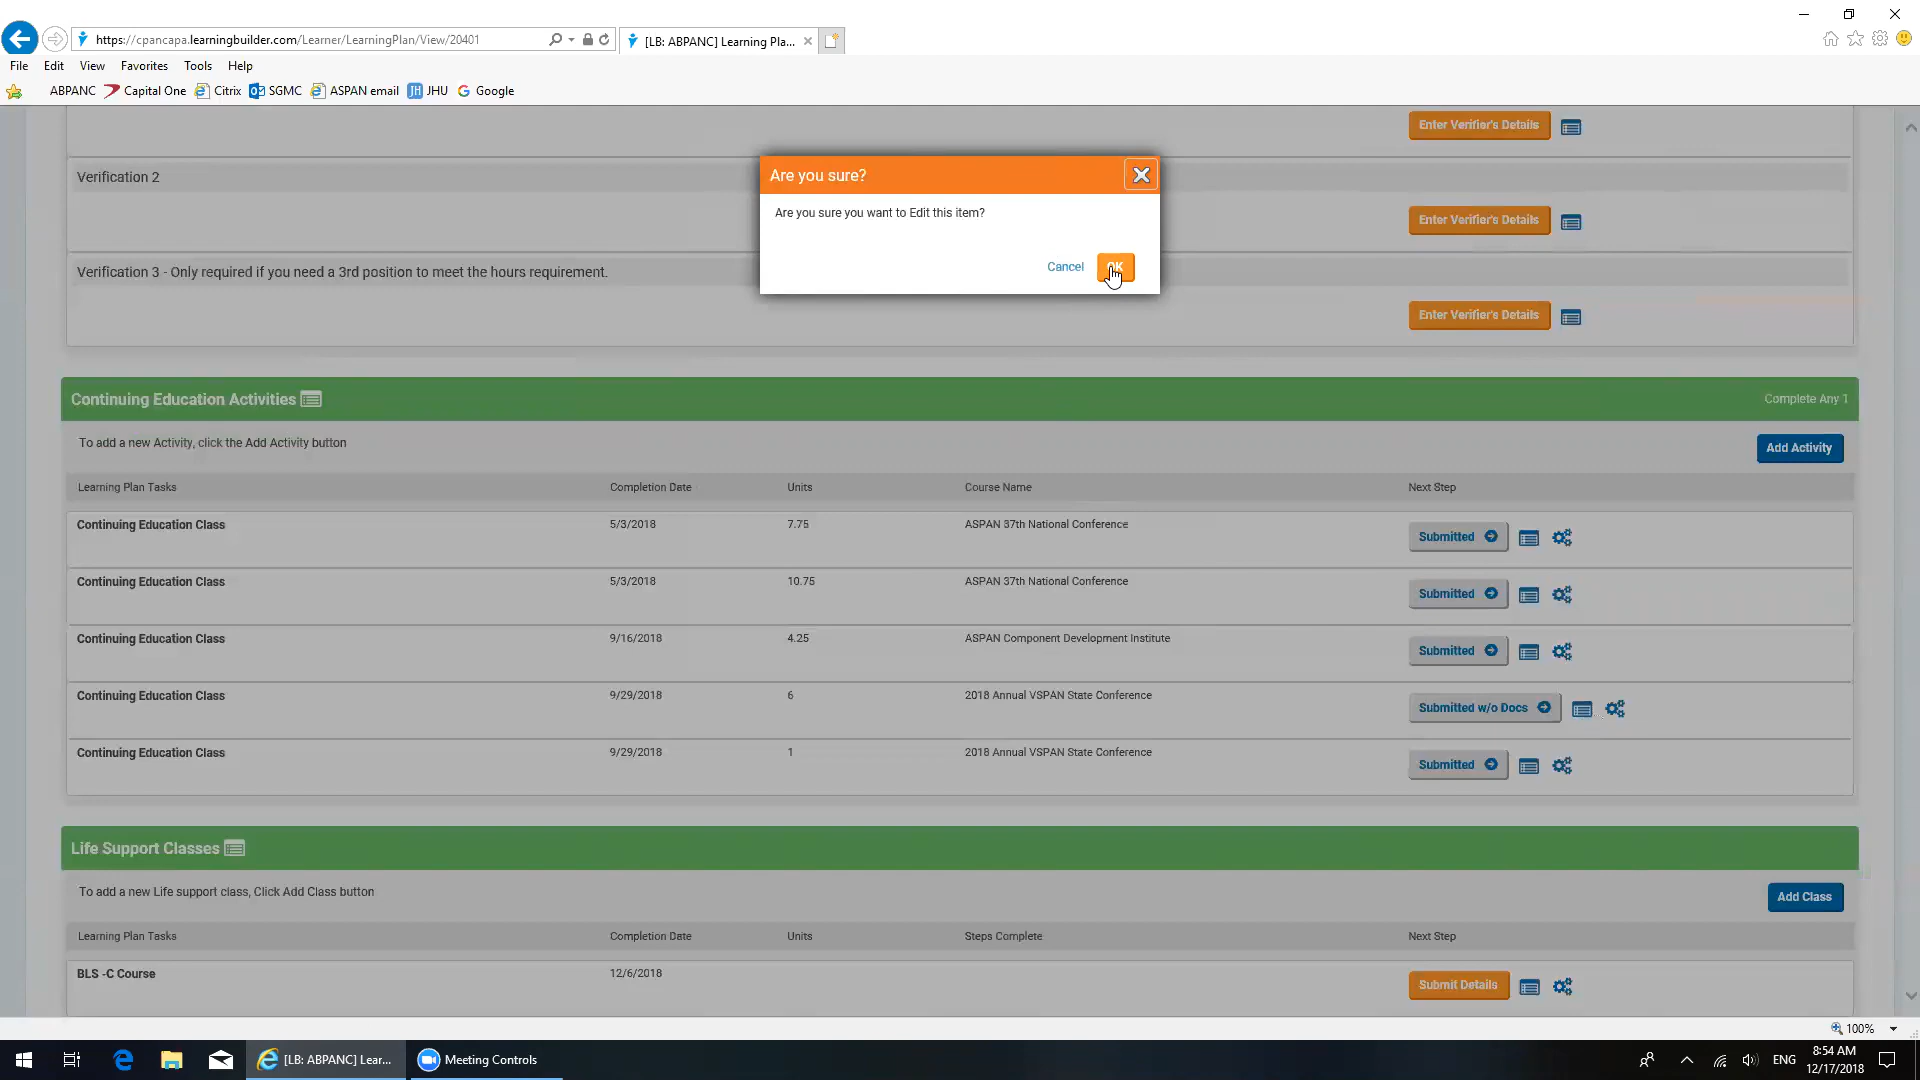 https://cpancapa.learningbuilder.com/Learner/LearningPlan/View/20401
[LB: ABPANC] Learning Pla...
File Edit View Favorites Tools Help
ABPANC Capital One Citrix SGMC ASPAN email JHU Google
Enter Verifier's Details
Verification 2
Enter Verifier's Details
Are you sure?
Are you sure you want to Edit this item?
Cancel OK
Verification 3 - Only required if you need a 3rd position to meet the hours requirement.
Enter Verifier's Details
Continuing Education Activities Complete Any 1
To add a new Activity, click the Add Activity button
Add Activity
Learning Plan Tasks Completion Date Units Course Name Next Step
Continuing Education Class 5/3/2018 7.75 ASPAN 37th National Conference Submitted
Continuing Education Class 5/3/2018 10.75 ASPAN 37th National Conference Submitted
Continuing Education Class 9/16/2018 4.25 ASPAN Component Development Institute Submitted
Continuing Education Class 9/29/2018 6 2018 Annual VSPAN State Conference Submitted w/o Docs
Continuing Education Class 9/29/2018 1 2018 Annual VSPAN State Conference Submitted
Life Support Classes
To add a new Life support class, Click Add Class button
Add Class
Learning Plan Tasks Completion Date Units Steps Complete Next Step
BLS -C Course 12/6/2018 Submit Details
100%
[LB: ABPANC] Lear... Meeting Controls ENG 8:54 AM
12/17/2018